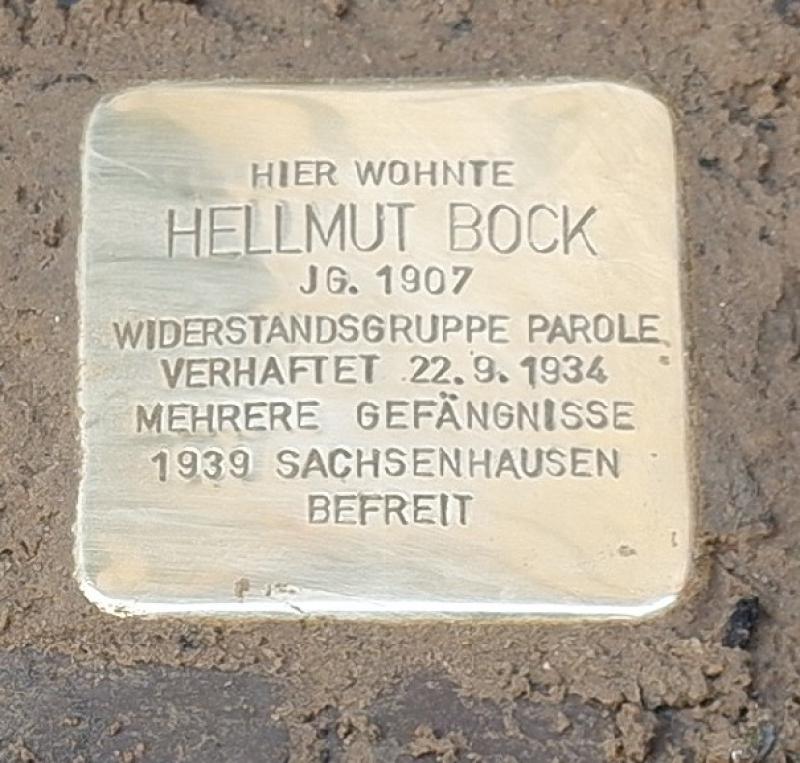 HIER WOHNTE
HELLMUT BOCK
JG. 1907
WIDERSTANDSGRUPPE PAROLE
VERHAFTET 22.9.1934
MEHRERE GEFÄNGNISSE
1939 SACHSENHAUSEN
BEFREIT